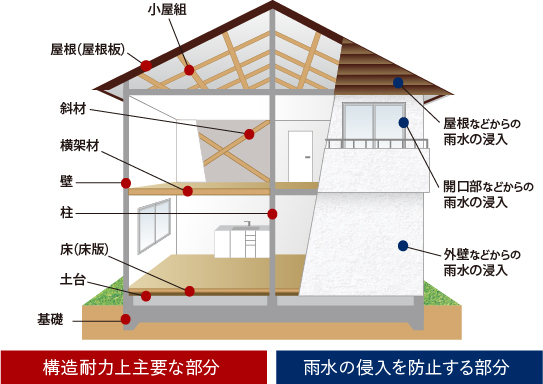 小屋組
屋根(屋根板)
斜材
横架材
壁
柱
床(床版)
土台
基礎
屋根などからの
雨水の浸入
開口部などからの
雨水の浸入
外壁などからの
雨水の浸入
構造耐力上主要な部分
雨水の侵入を防止する部分